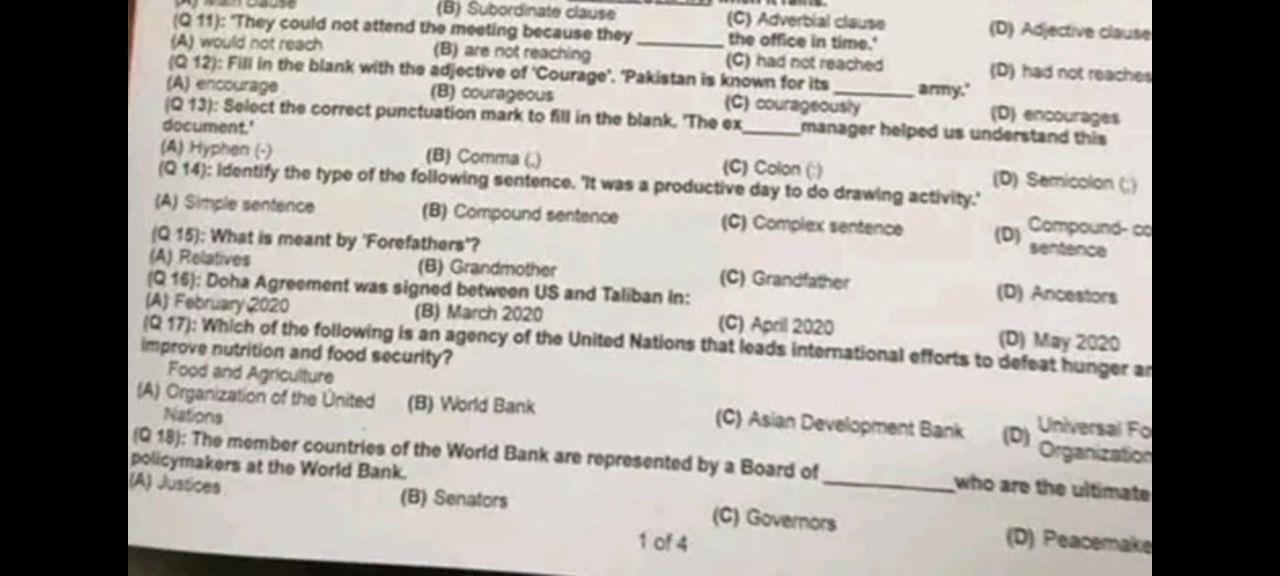 (A) Main clause (B) Subordinate clause (C) Adverbial clause (D) Adjective clause
(Q 11): 'They could not attend the meeting because they ________ the office in time.'
(A) would not reach (B) are not reaching (C) had not reached (D) had not reaches
(Q 12): Fill in the blank with the adjective of 'Courage'. 'Pakistan is known for its ________ army.'
(A) encourage (B) courageous (C) courageously (D) encourages
(Q 13): Select the correct punctuation mark to fill in the blank. 'The ex______manager helped us understand this
document.'
(A) Hyphen (-) (B) Comma (,) (C) Colon (:) (D) Semicolon (;)
(Q 14): Identify the type of the following sentence. 'It was a productive day to do drawing activity.'
(A) Simple sentence (B) Compound sentence (C) Complex sentence (D) Compound- co
sentence
(Q 15): What is meant by 'Forefathers'?
(A) Relatives (B) Grandmother (C) Grandfather (D) Ancestors
(Q 16): Doha Agreement was signed between US and Taliban in:
(A) February 2020 (B) March 2020 (C) April 2020 (D) May 2020
(Q 17): Which of the following is an agency of the United Nations that leads international efforts to defeat hunger an
improve nutrition and food security?
Food and Agriculture
(A) Organization of the United (B) World Bank (C) Asian Development Bank (D) Universal Fo
Nations Organization
(Q 18): The member countries of the World Bank are represented by a Board of ____________who are the ultimate
policymakers at the World Bank.
(A) Justices (B) Senators (C) Governors (D) Peacemake
1 of 4